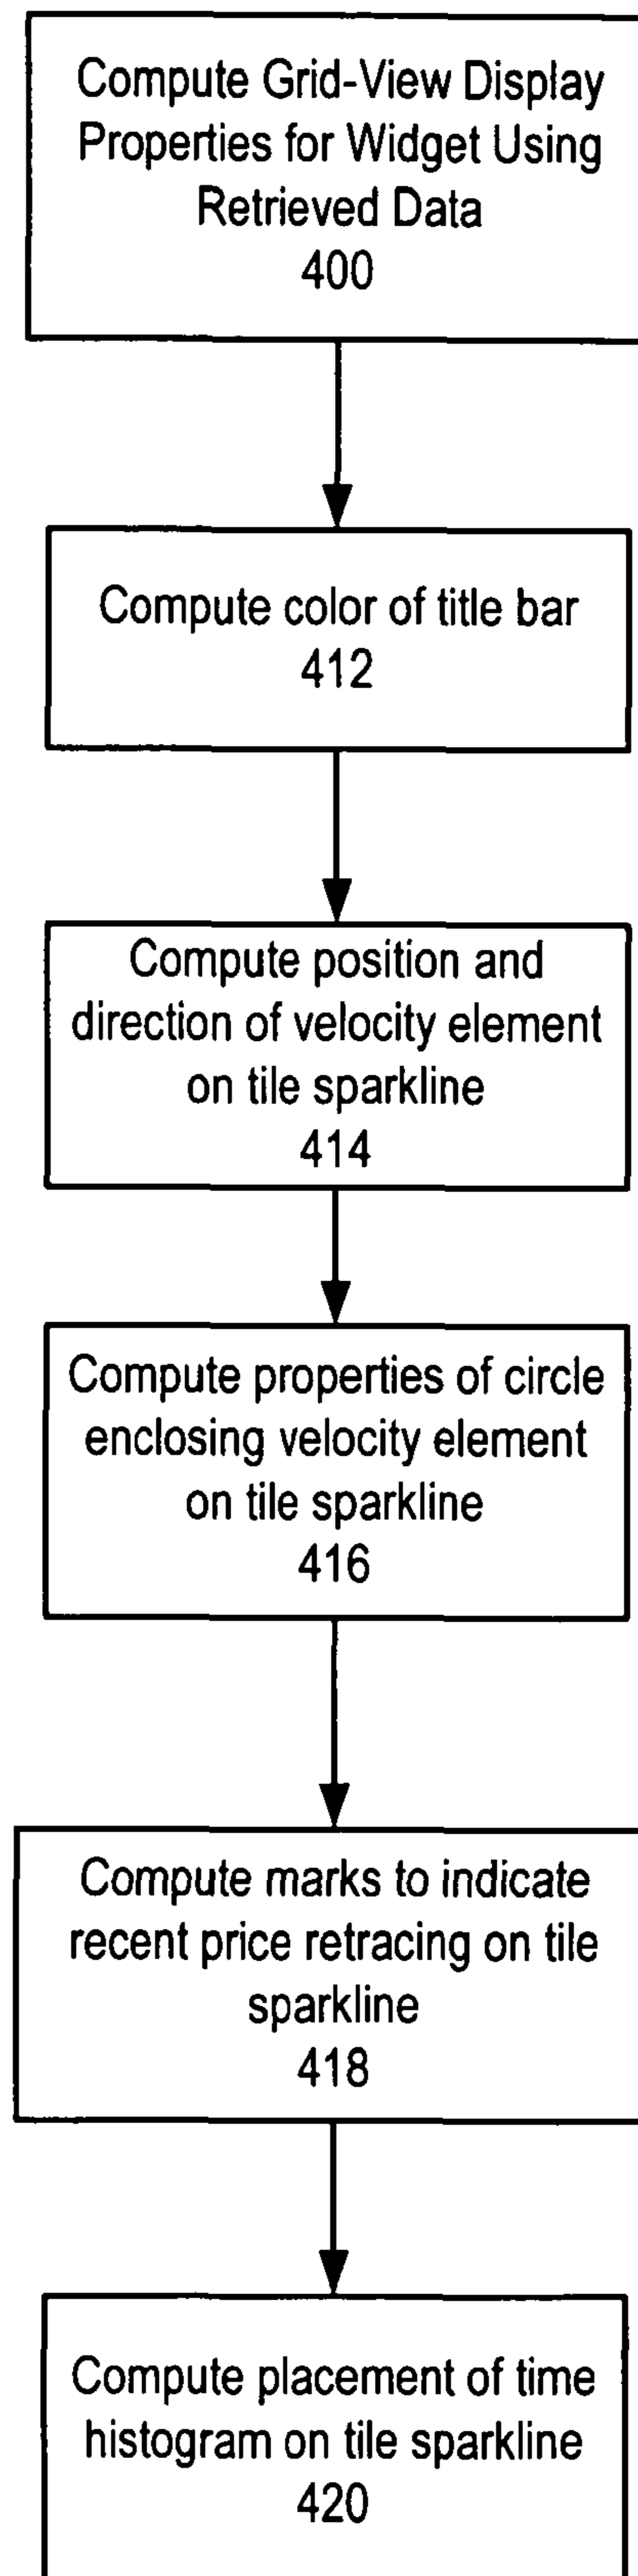 Compute Grid-View Display
Properties for Widget Using
Retrieved Data
400
Compute color of title bar
412
Compute position and
direction of velocity element
on tile sparkline
414
Compute properties of circle
enclosing velocity element
on tile sparkline
416
Compute marks to indicate
recent price retracing on tile
sparkline
418
Compute placement of time
histogram on tile sparkline
420